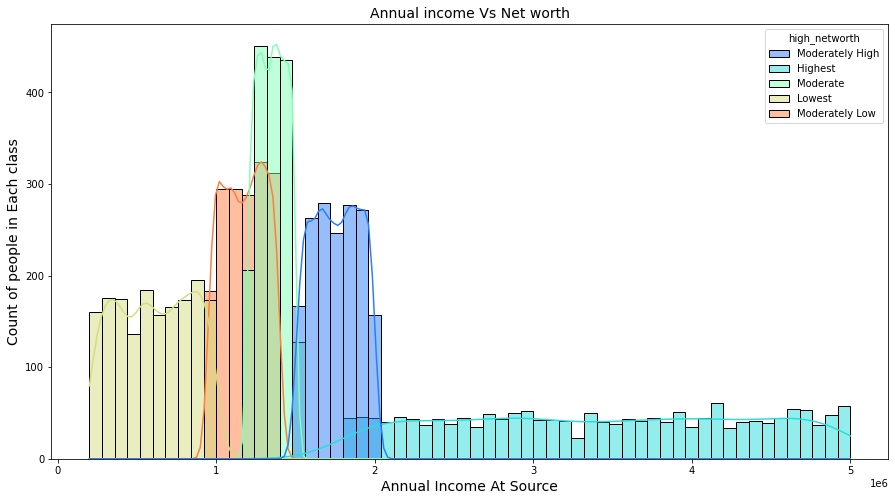 Annual income Vs Net worth
high_networth
Moderately High
Highest
Moderate
Lowest
Moderately Low
Count of people in Each class
400
300
200
100
0
0 1 2 3 4 5
1e6
Annual Income At Source